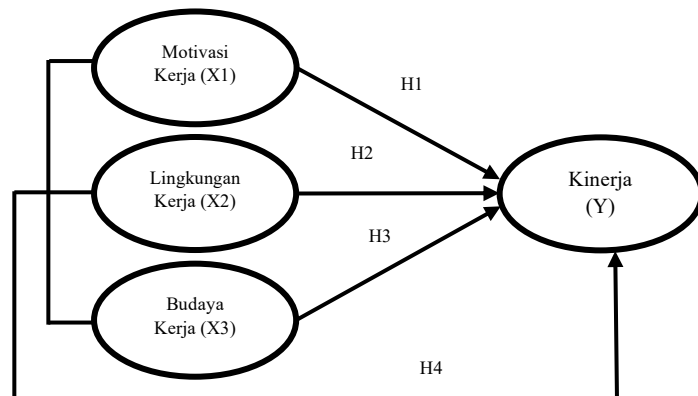 Motivasi
Kerja (X1)
H1
H2
Lingkungan
Kerja (X2)
Kinerja
(Y)
H3
Budaya
Kerja (X3)
H4